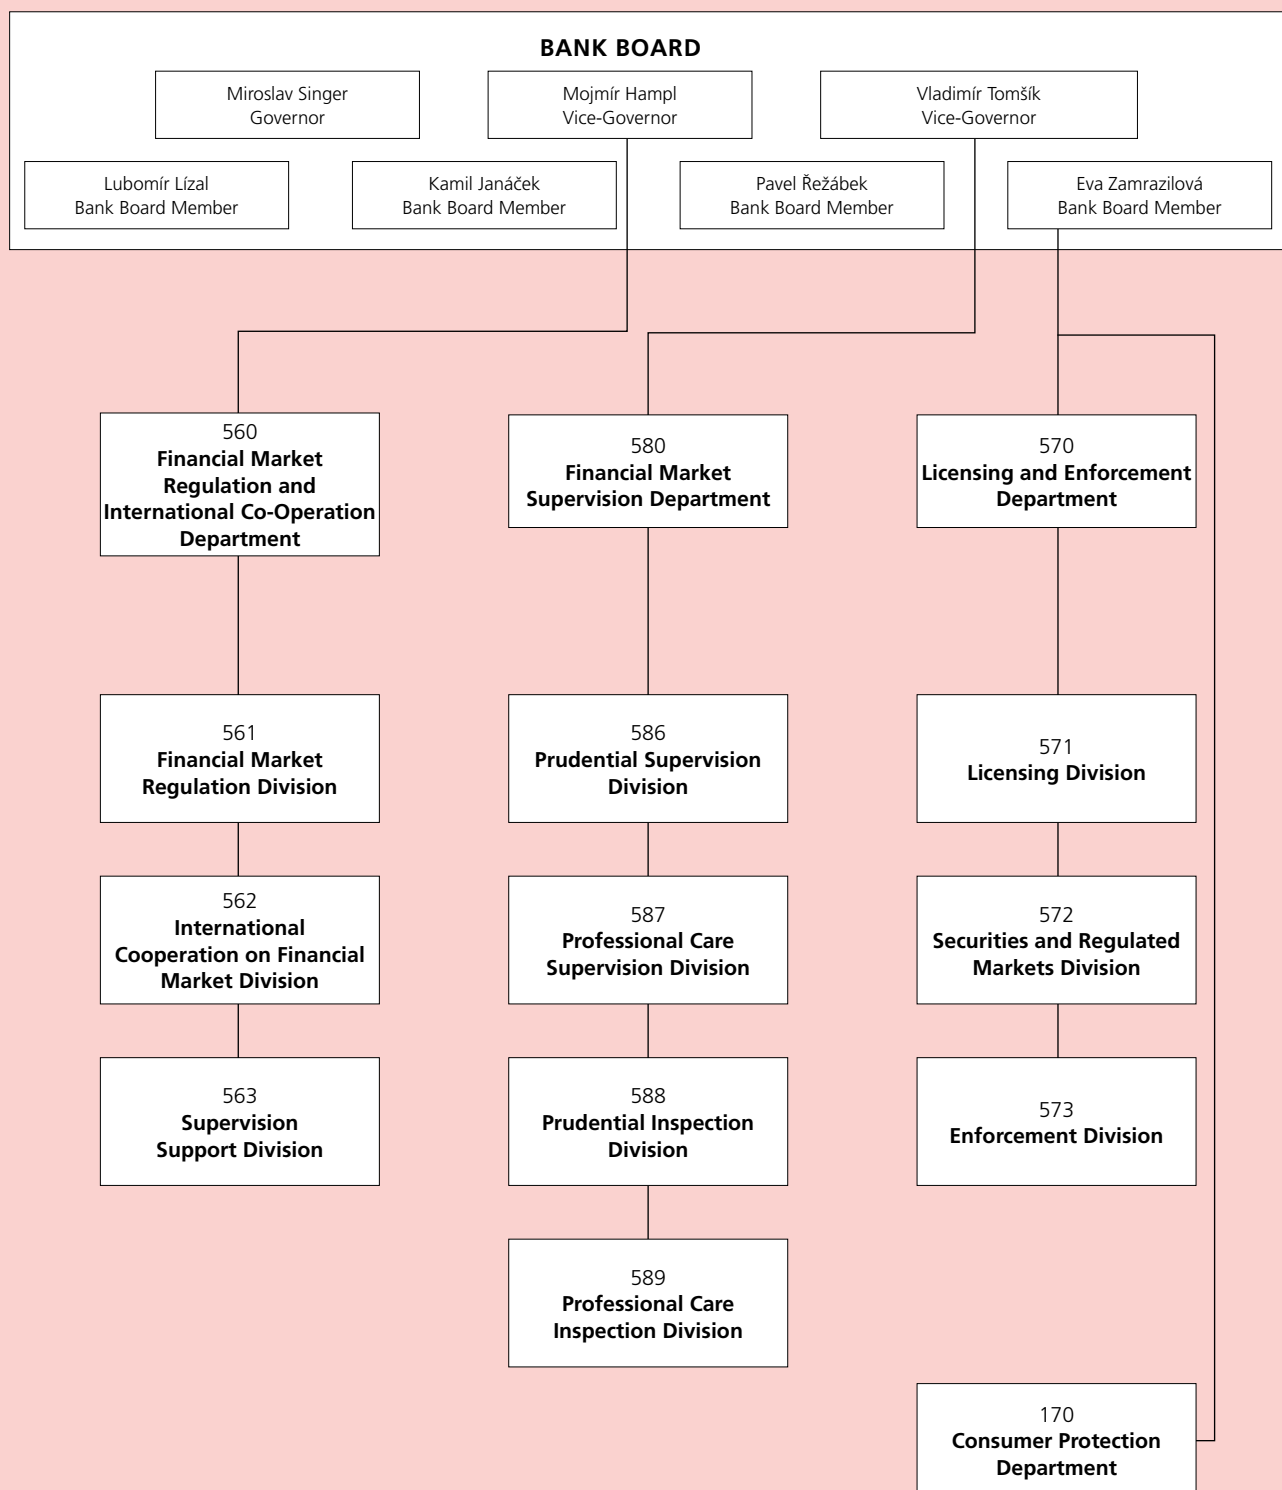 BANK BOARD
Miroslav Singer
Governor
Mojmír Hampl
Vice-Governor
Vladimír Tomšík
Vice-Governor
Lubomír Lízal
Bank Board Member
Kamil Janáček
Bank Board Member
Pavel Řežábek
Bank Board Member
Eva Zamrazilová
Bank Board Member
560
Financial Market
Regulation and
International Co-Operation
Department
580
Financial Market
Supervision Department
570
Licensing and Enforcement
Department
561
Financial Market
Regulation Division
586
Prudential Supervision
Division
571
Licensing Division
562
International
Cooperation on Financial
Market Division
587
Professional Care
Supervision Division
572
Securities and Regulated
Markets Division
563
Supervision
Support Division
588
Prudential Inspection
Division
573
Enforcement Division
589
Professional Care
Inspection Division
170
Consumer Protection
Department